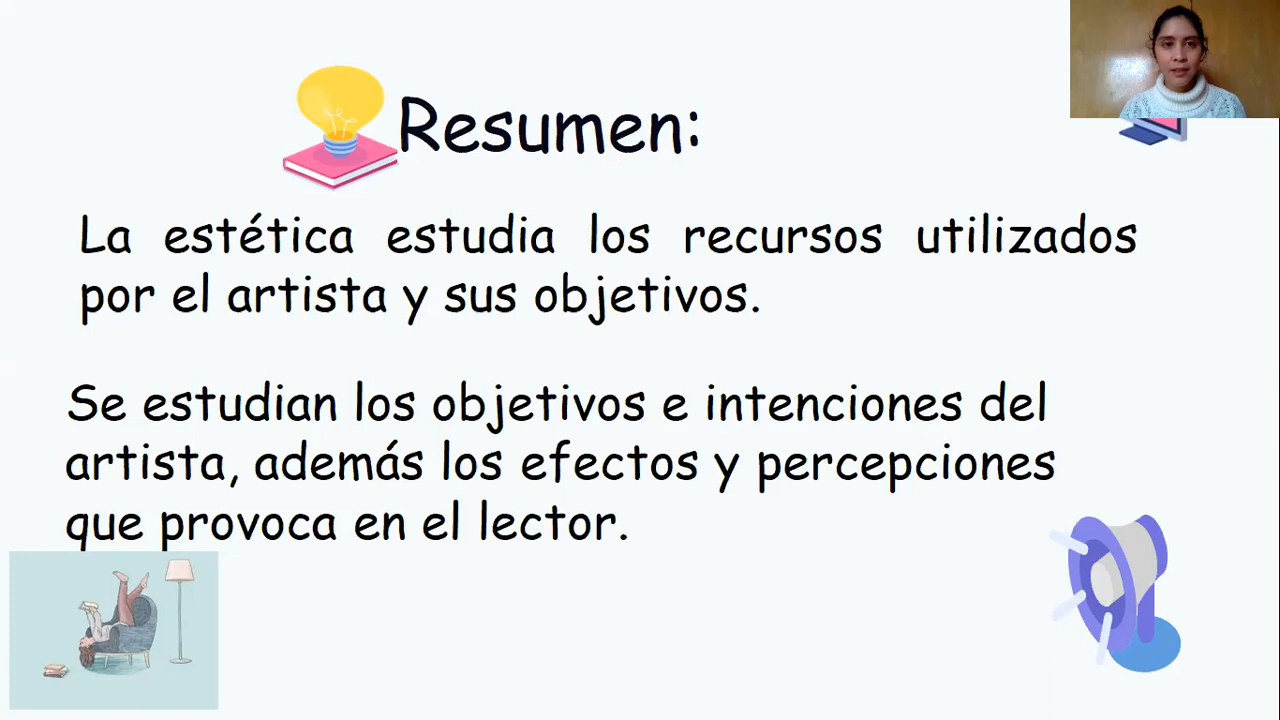 Resumen:
La estética estudia los recursos utilizados
por el artista y sus objetivos.
Se estudian los objetivos e intenciones del
artista, además los efectos y percepciones
que provoca en el lector.